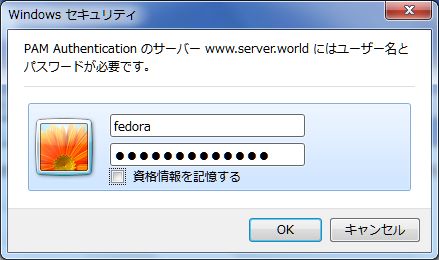 Windows セキュリティ
PAM Authentication のサーバー www.server.world にはユーザー名と
パスワードが必要です。
fedora
●●●●●●●●●●●●●
資格情報を記憶する
OK
キャンセル